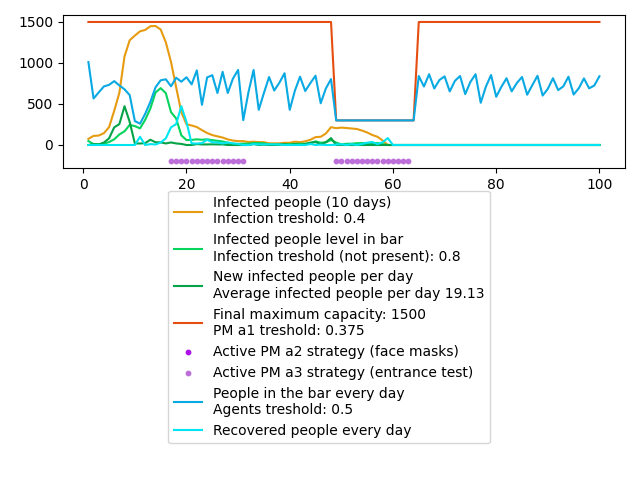 1500
1000
500
0
0
20
40
60
80
100
Infected people (10 days)
Infection treshold: 0.4
Infected people level in bar
Infection treshold (not present): 0.8
New infected people per day
Average infected people per day 19.13
Final maximum capacity: 1500
PM a1 treshold: 0.375
Active PM a2 strategy (face masks)
Active PM a3 strategy (entrance test)
People in the bar every day
Agents treshold: 0.5
Recovered people every day